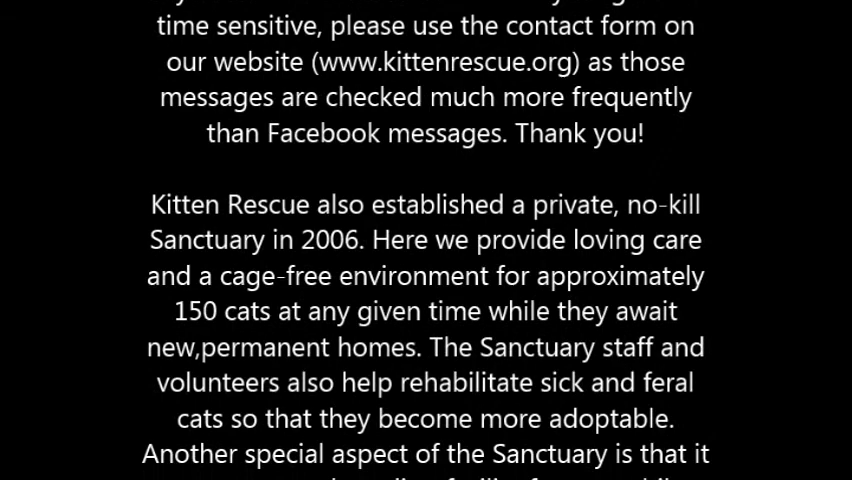 time sensitive, please use the contact form on
our website (www.kittenrescue.org) as those
messages are checked much more frequently
than Facebook messages. Thank you!
Kitten Rescue also established a private, no-kill
Sanctuary in 2006. Here we provide loving care
and a cage-free environment for approximately
150 cats at any given time while they await
new,permanent homes. The Sanctuary staff and
volunteers also help rehabilitate sick and feral
cats so that they become more adoptable.
Another special aspect of the Sanctuary is that it